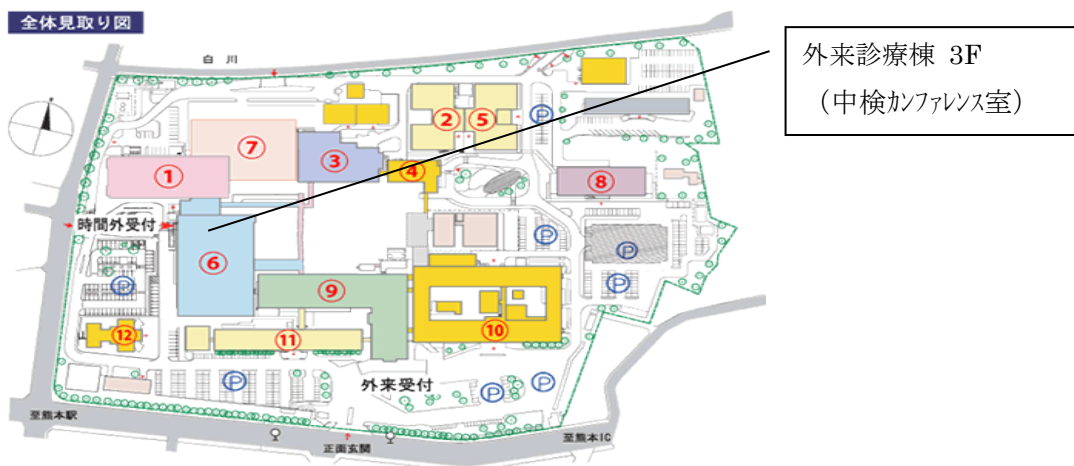 全体見取り図
白川
外来診療棟 3F
（中検カンファレンス室）
② ⑤
⑦
③
④
①
⑧
時間外受付
⑥
⑨
⑩
⑫
⑪
外来受付
P
P
P
P
P
P
P
P
至熊本駅
正面玄関
至熊本IC